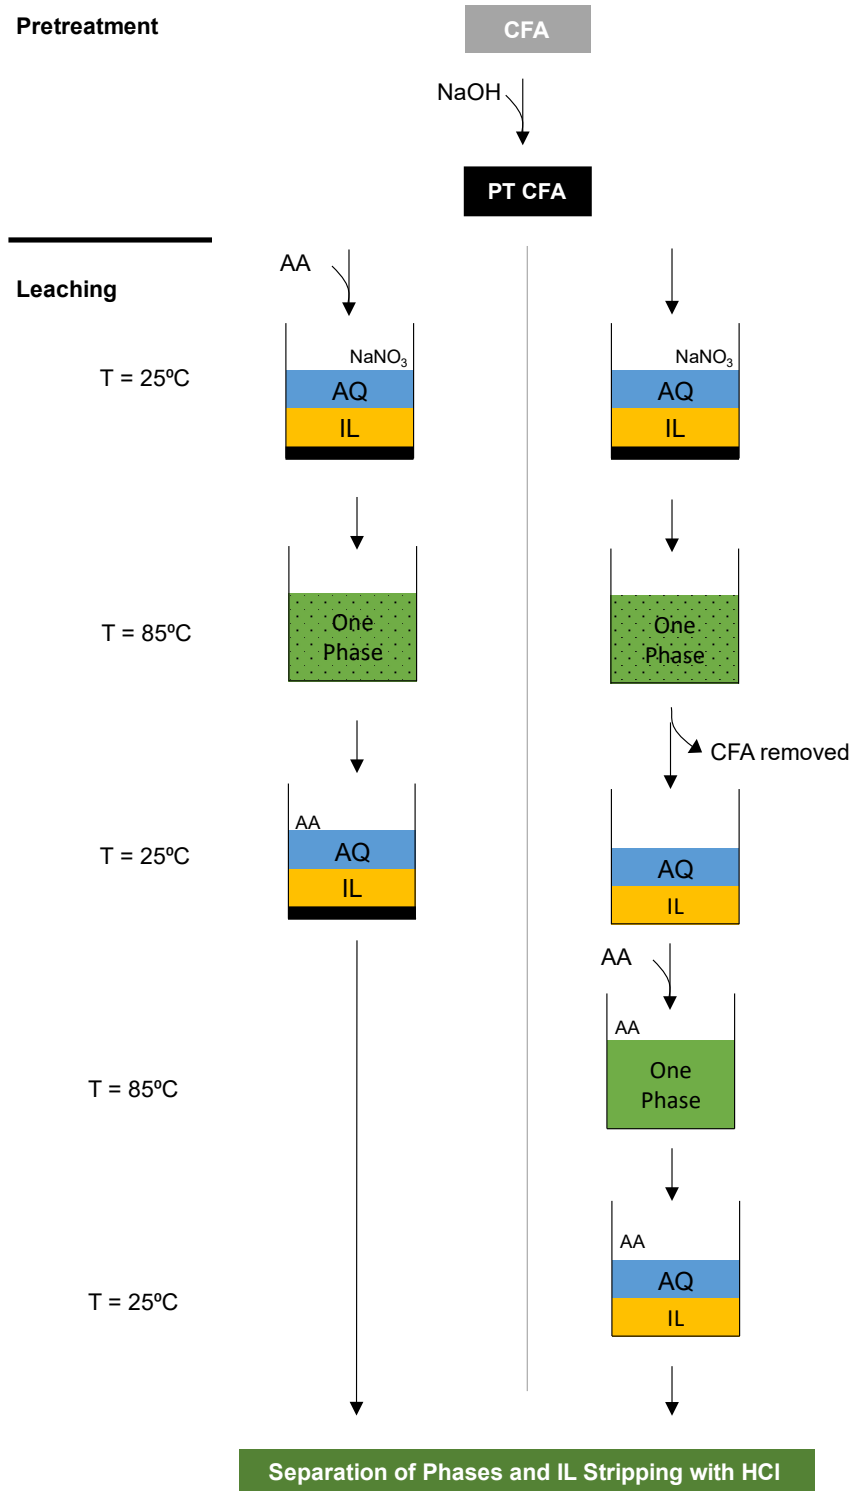 Pretreatment
CFA
NaOH
PT CFA
Leaching
AA
T = 25ºC
NaNO₃
AQ
IL
NaNO₃
AQ
IL
T = 85ºC
One
Phase
One
Phase
CFA removed
T = 25ºC
AA
AQ
IL
AQ
IL
AA
T = 85ºC
AA
One
Phase
T = 25ºC
AA
AQ
IL
Separation of Phases and IL Stripping with HCl